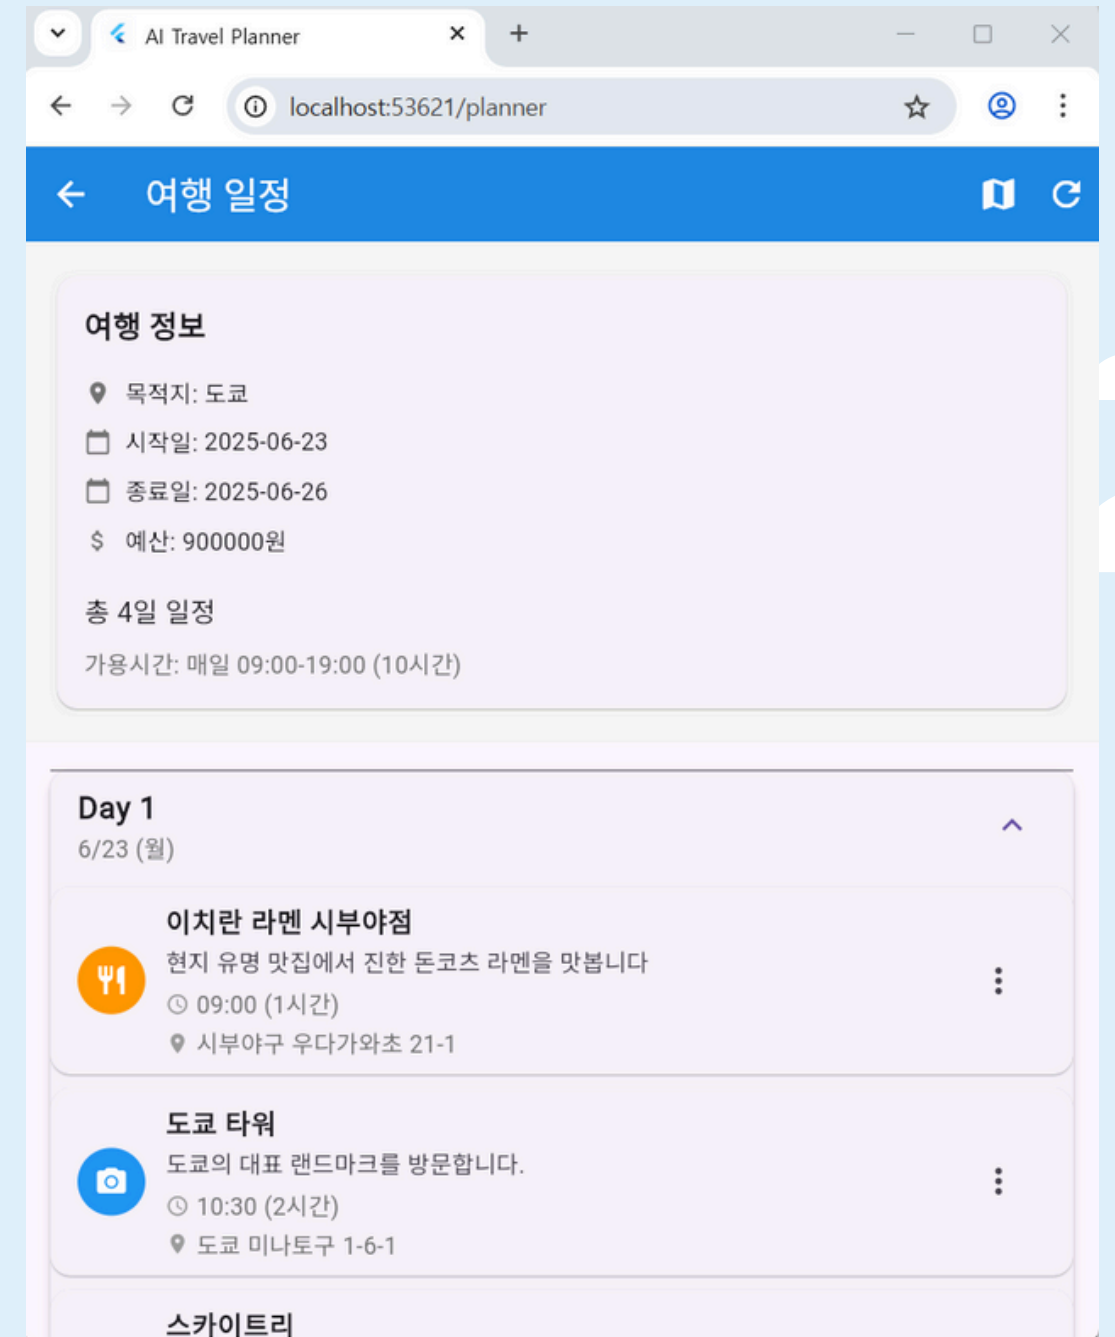 AI Travel Planner
localhost:53621/planner
여행 일정
여행 정보
목적지: 도쿄
시작일: 2025-06-23
종료일: 2025-06-26
$ 예산: 900000원
총 4일 일정
가용시간: 매일 09:00-19:00 (10시간)
Day 1
6/23 (월)
이치란 라멘 시부야점
현지 유명 맛집에서 진한 돈코츠 라멘을 맛봅니다
09:00 (1시간)
시부야구 우다가와초 21-1
도쿄 타워
도쿄의 대표 랜드마크를 방문합니다.
10:30 (2시간)
도쿄 미나토구 1-6-1
스카이트리